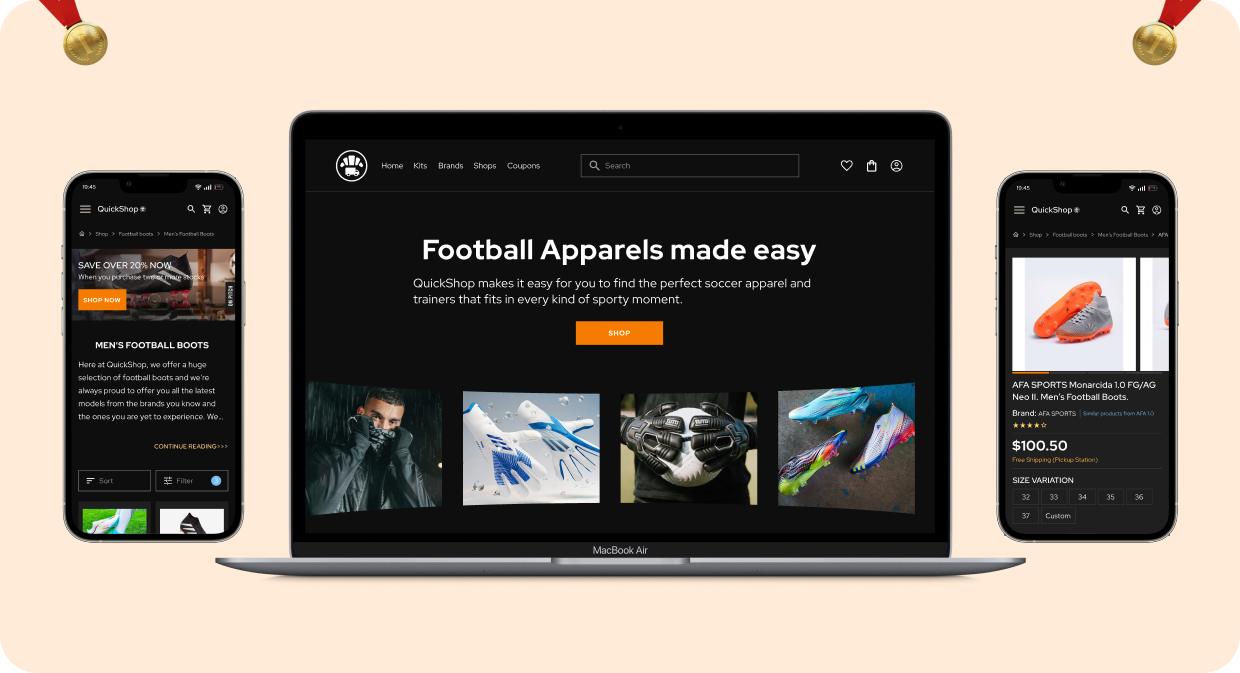 1
1
Home Kits Brands Shops Coupons
Search
Football Apparels made easy
QuickShop makes it easy for you to find the perfect soccer apparel and
trainers that fits in every kind of sporty moment.
SHOP
MacBook Air
19:45
QuickShop
Shop > Football boots > Men's Football Boots
SAVE OVER 20% NOW
When you purchase two or more stocks
SHOP NOW
ON PITCH
MEN'S FOOTBALL BOOTS
Here at QuickShop, we offer a huge
selection of football boots and we're
always proud to offer you all the latest
models from the brands you know and
the ones you are yet to experience. We...
CONTINUE READING>>>
Sort
Filter
3
19:45
QuickShop
Shop > Football boots > Men's Football Boots > AFA
AFA SPORTS Monarcida 1.0 FG/AG
Neo II. Men's Football Boots.
Brand: AFA SPORTS | Similar products from AFA 1.0
$100.50
Free Shipping (Pickup Station)
SIZE VARIATION
32 33 34 35 36
37 Custom